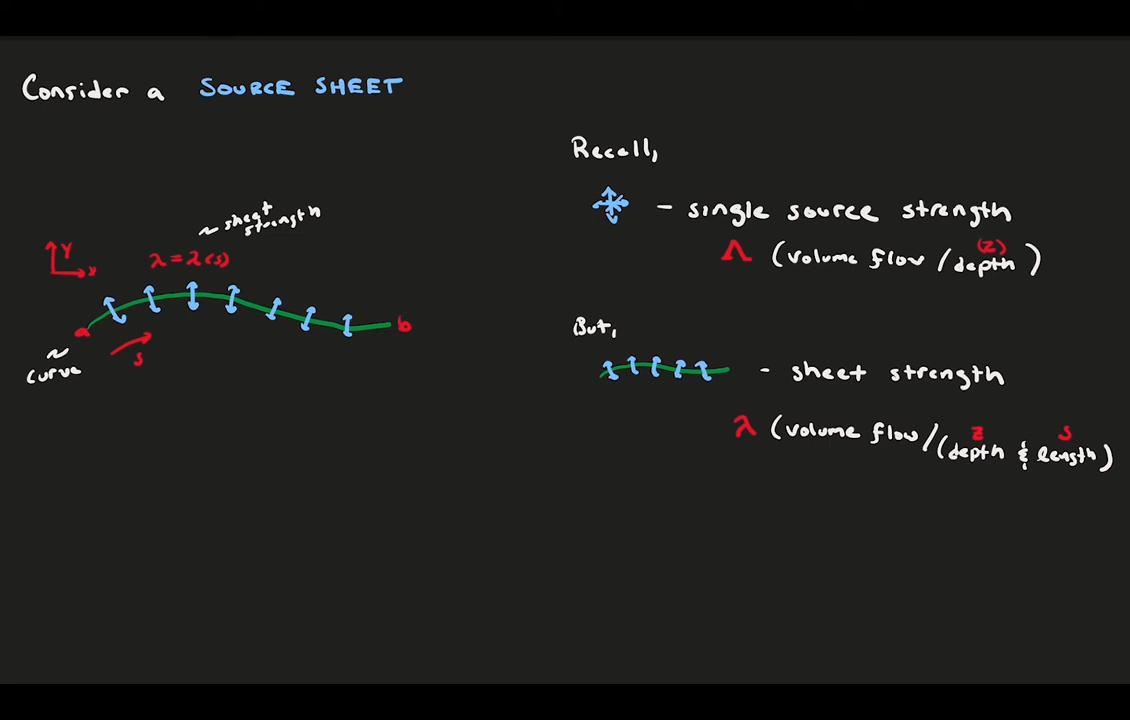 Consider a SOURCE SHEET
Recall,
~ sheet
strength
- single source strength
Y
x
λ = λ(s)
Λ (volume flow / depth (z))
But,
a
b
s
~
curve
- sheet strength
λ (volume flow / (depth & length)
z
s